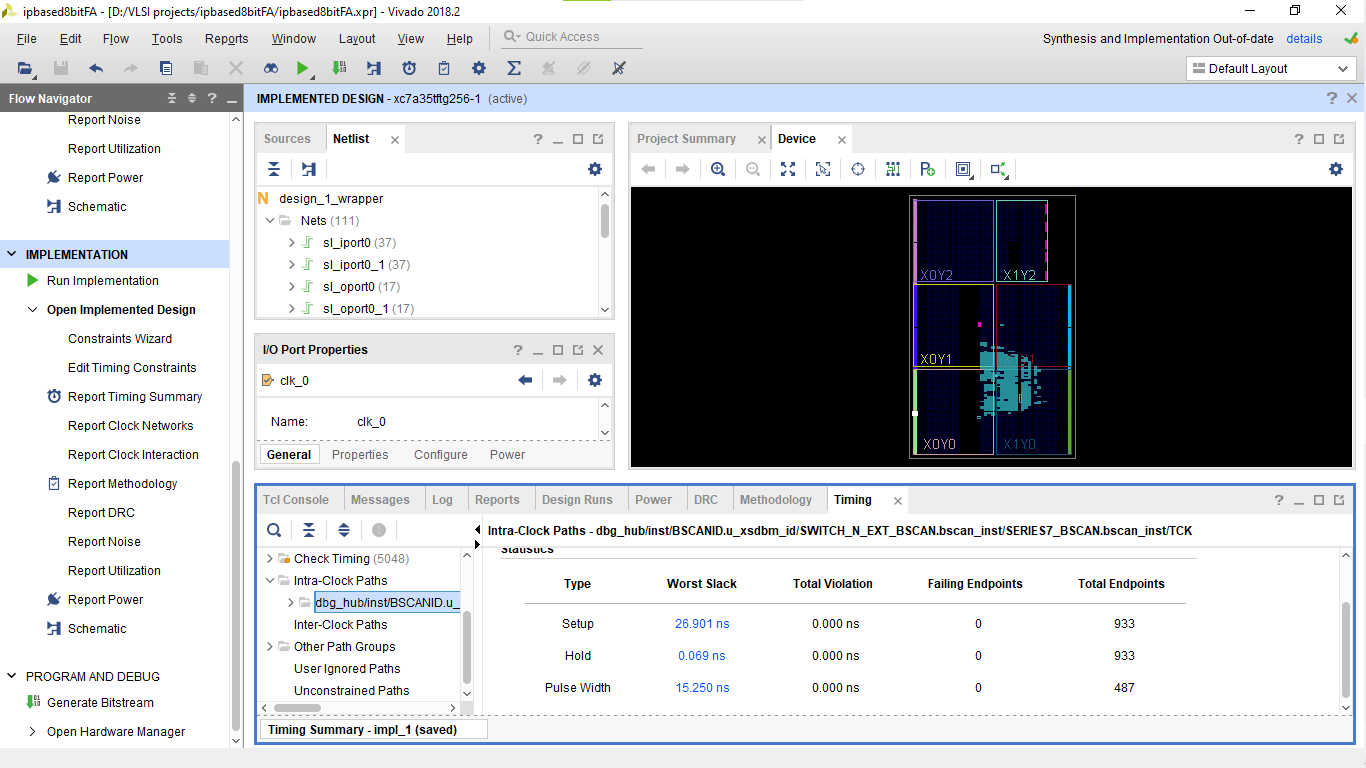 ipbased8bitFA - [D:/VLSI projects/ipbased8bitFA/ipbased8bitFA.xpr] - Vivado 2018.2
File Edit Flow Tools Reports Window Layout View Help Quick Access
Synthesis and Implementation Out-of-date details
Default Layout
Flow Navigator
Report Noise
Report Utilization
Report Power
Schematic
IMPLEMENTATION
Run Implementation
Open Implemented Design
Constraints Wizard
Edit Timing Constraints
Report Timing Summary
Report Clock Networks
Report Clock Interaction
Report Methodology
Report DRC
Report Noise
Report Utilization
Report Power
Schematic
PROGRAM AND DEBUG
Generate Bitstream
Open Hardware Manager
IMPLEMENTED DESIGN - xc7a35tftg256-1 (active)
Sources Netlist
N design_1_wrapper
Nets (111)
sl_iport0 (37)
sl_iport0_1 (37)
sl_oport0 (17)
sl_oport0_1 (17)
I/O Port Properties
clk_0
Name: clk_0
General Properties Configure Power
Project Summary Device
X0Y2 X1Y2
X0Y1
X0Y0 X1Y0
Tcl Console Messages Log Reports Design Runs Power DRC Methodology Timing
Check Timing (5048)
Intra-Clock Paths
dbg_hub/inst/BSCANID.u_
Inter-Clock Paths
Other Path Groups
User Ignored Paths
Unconstrained Paths
Intra-Clock Paths - dbg_hub/inst/BSCANID.u_xsdbm_id/SWITCH_N_EXT_BSCAN.bscan_inst/SERIES7_BSCAN.bscan_inst/TCK
Statistics
Type Worst Slack Total Violation Failing Endpoints Total Endpoints
Setup 26.901 ns 0.000 ns 0 933
Hold 0.069 ns 0.000 ns 0 933
Pulse Width 15.250 ns 0.000 ns 0 487
Timing Summary - impl_1 (saved)